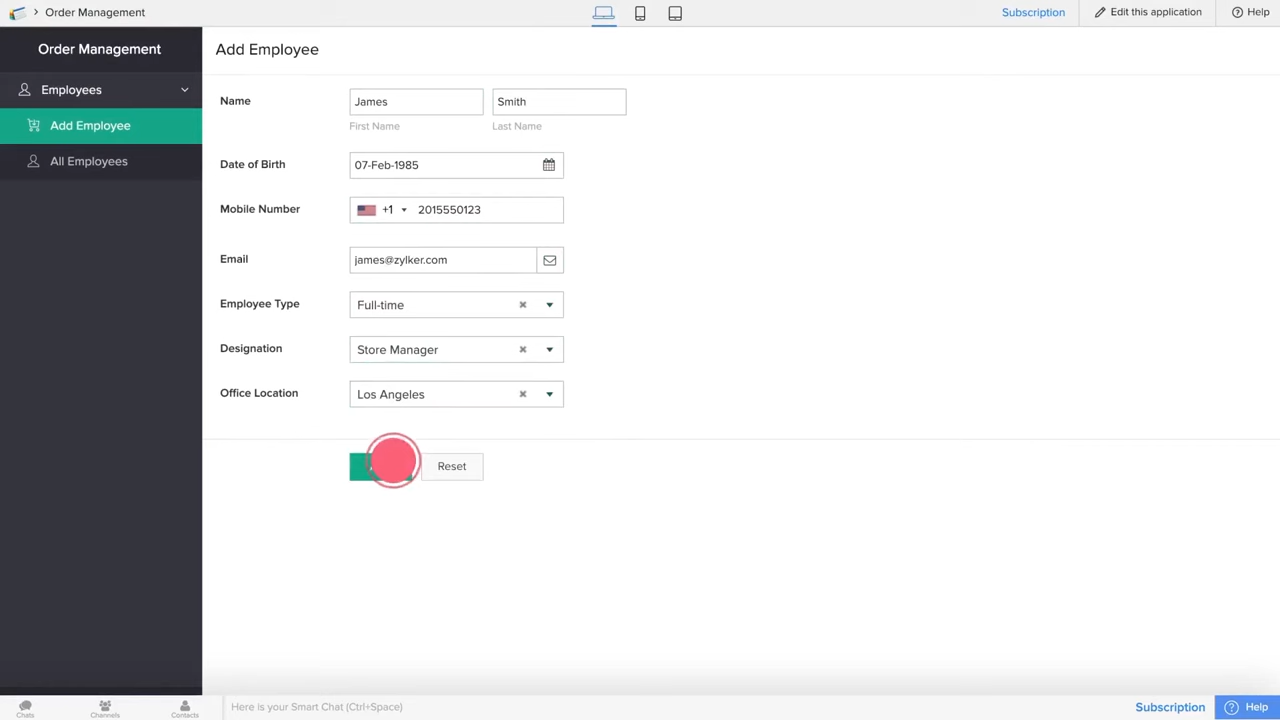 Order Management
Subscription
Edit this application
Help
Order Management
Employees
Add Employee
All Employees
Add Employee
Name
James
Smith
First Name
Last Name
Date of Birth
07-Feb-1985
Mobile Number
+1
2015550123
Email
james@zylker.com
Employee Type
Full-time
Designation
Store Manager
Office Location
Los Angeles
Reset
Chats
Channels
Contacts
Here is your Smart Chat (Ctrl+Space)
Subscription
Help